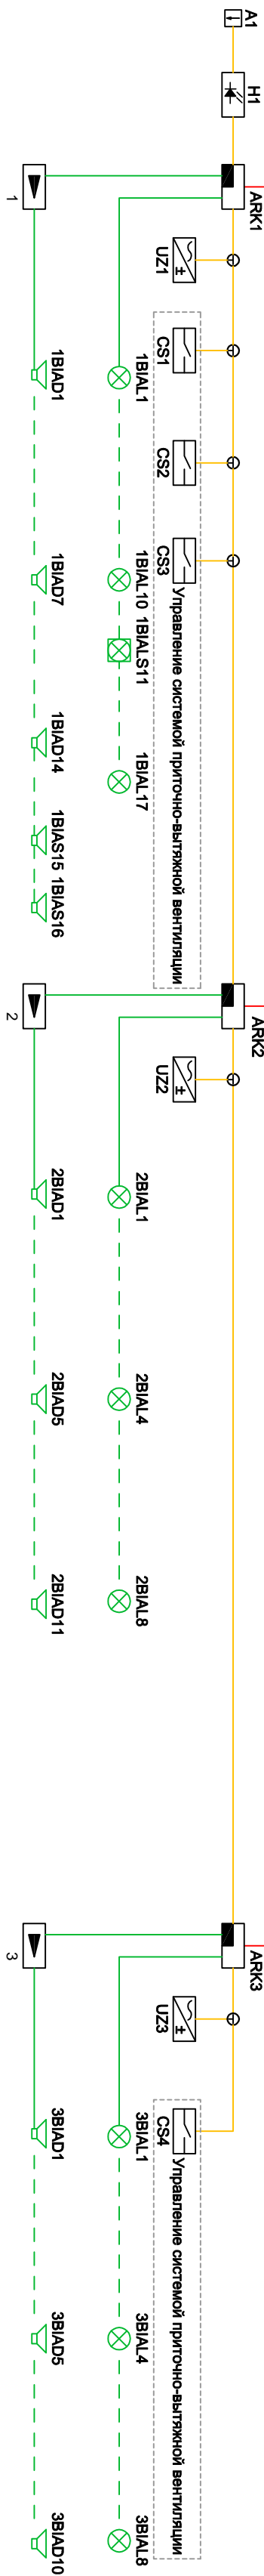 A1
H1
ARK1
UZ1
CS1
CS2
CS3
Управление системой приточно-вытяжной вентиляции
1BIAL1
1BIAL10
1BIALS11
1BIAL17
1
1BIAD1
1BIAD7
1BIAD14
1BIAS15
1BIAS16
ARK2
UZ2
2BIAL1
2BIAL4
2BIAL8
2
2BIAD1
2BIAD5
2BIAD11
ARK3
UZ3
CS4
Управление системой приточно-вытяжной вентиляции
3BIAL1
3BIAL4
3BIAL8
3
3BIAD1
3BIAD5
3BIAD10